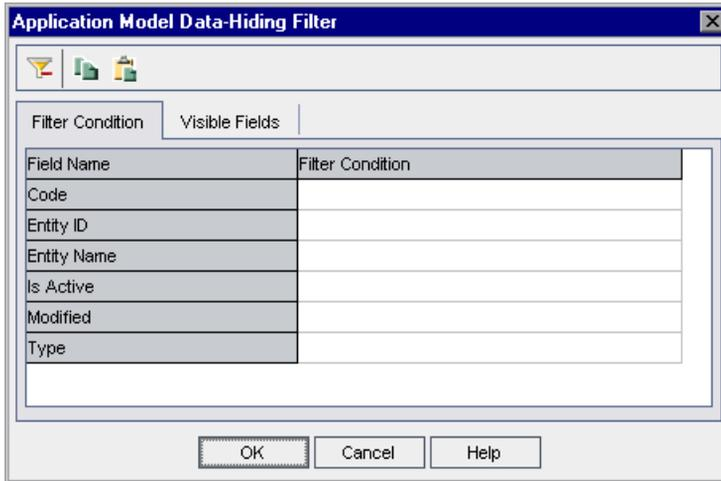 Application Model Data-Hiding Filter
Filter Condition Visible Fields
Field Name Filter Condition
Code
Entity ID
Entity Name
Is Active
Modified
Type
OK Cancel Help